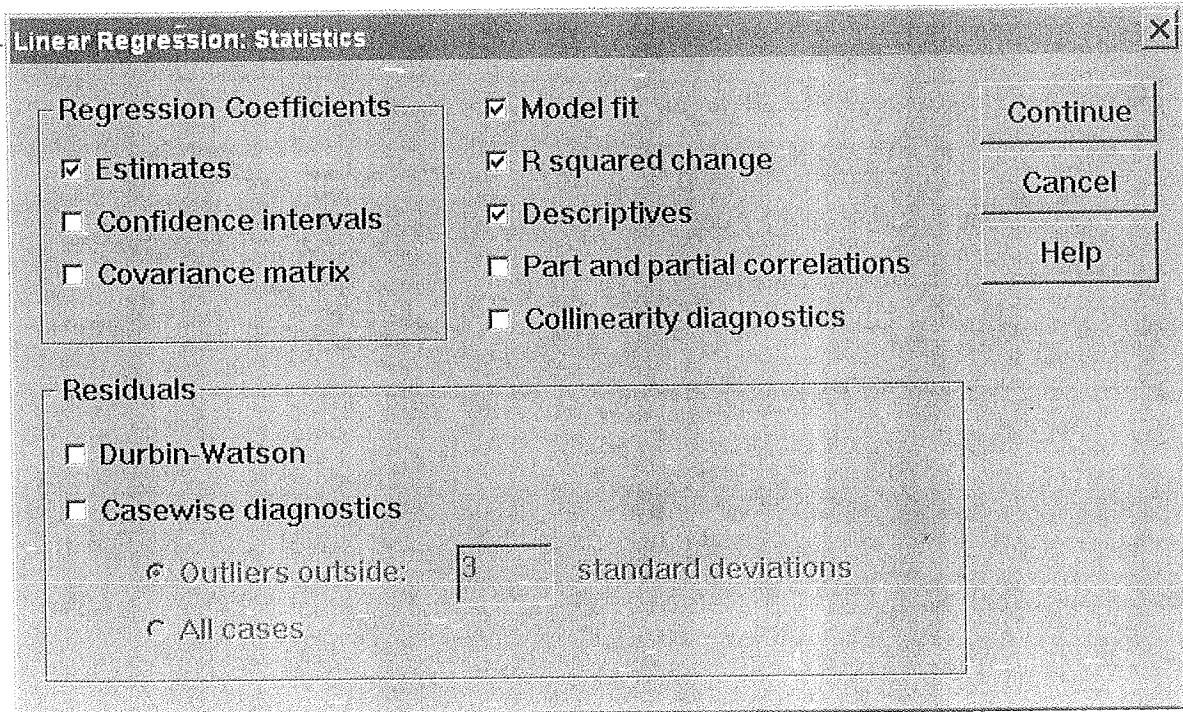 Linear Regression: Statistics
Regression Coefficients
Estimates
Confidence intervals
Covariance matrix
Model fit
R squared change
Descriptives
Part and partial correlations
Collinearity diagnostics
Continue
Cancel
Help
Residuals
Durbin-Watson
Casewise diagnostics
Outliers outside: 3 standard deviations
All cases